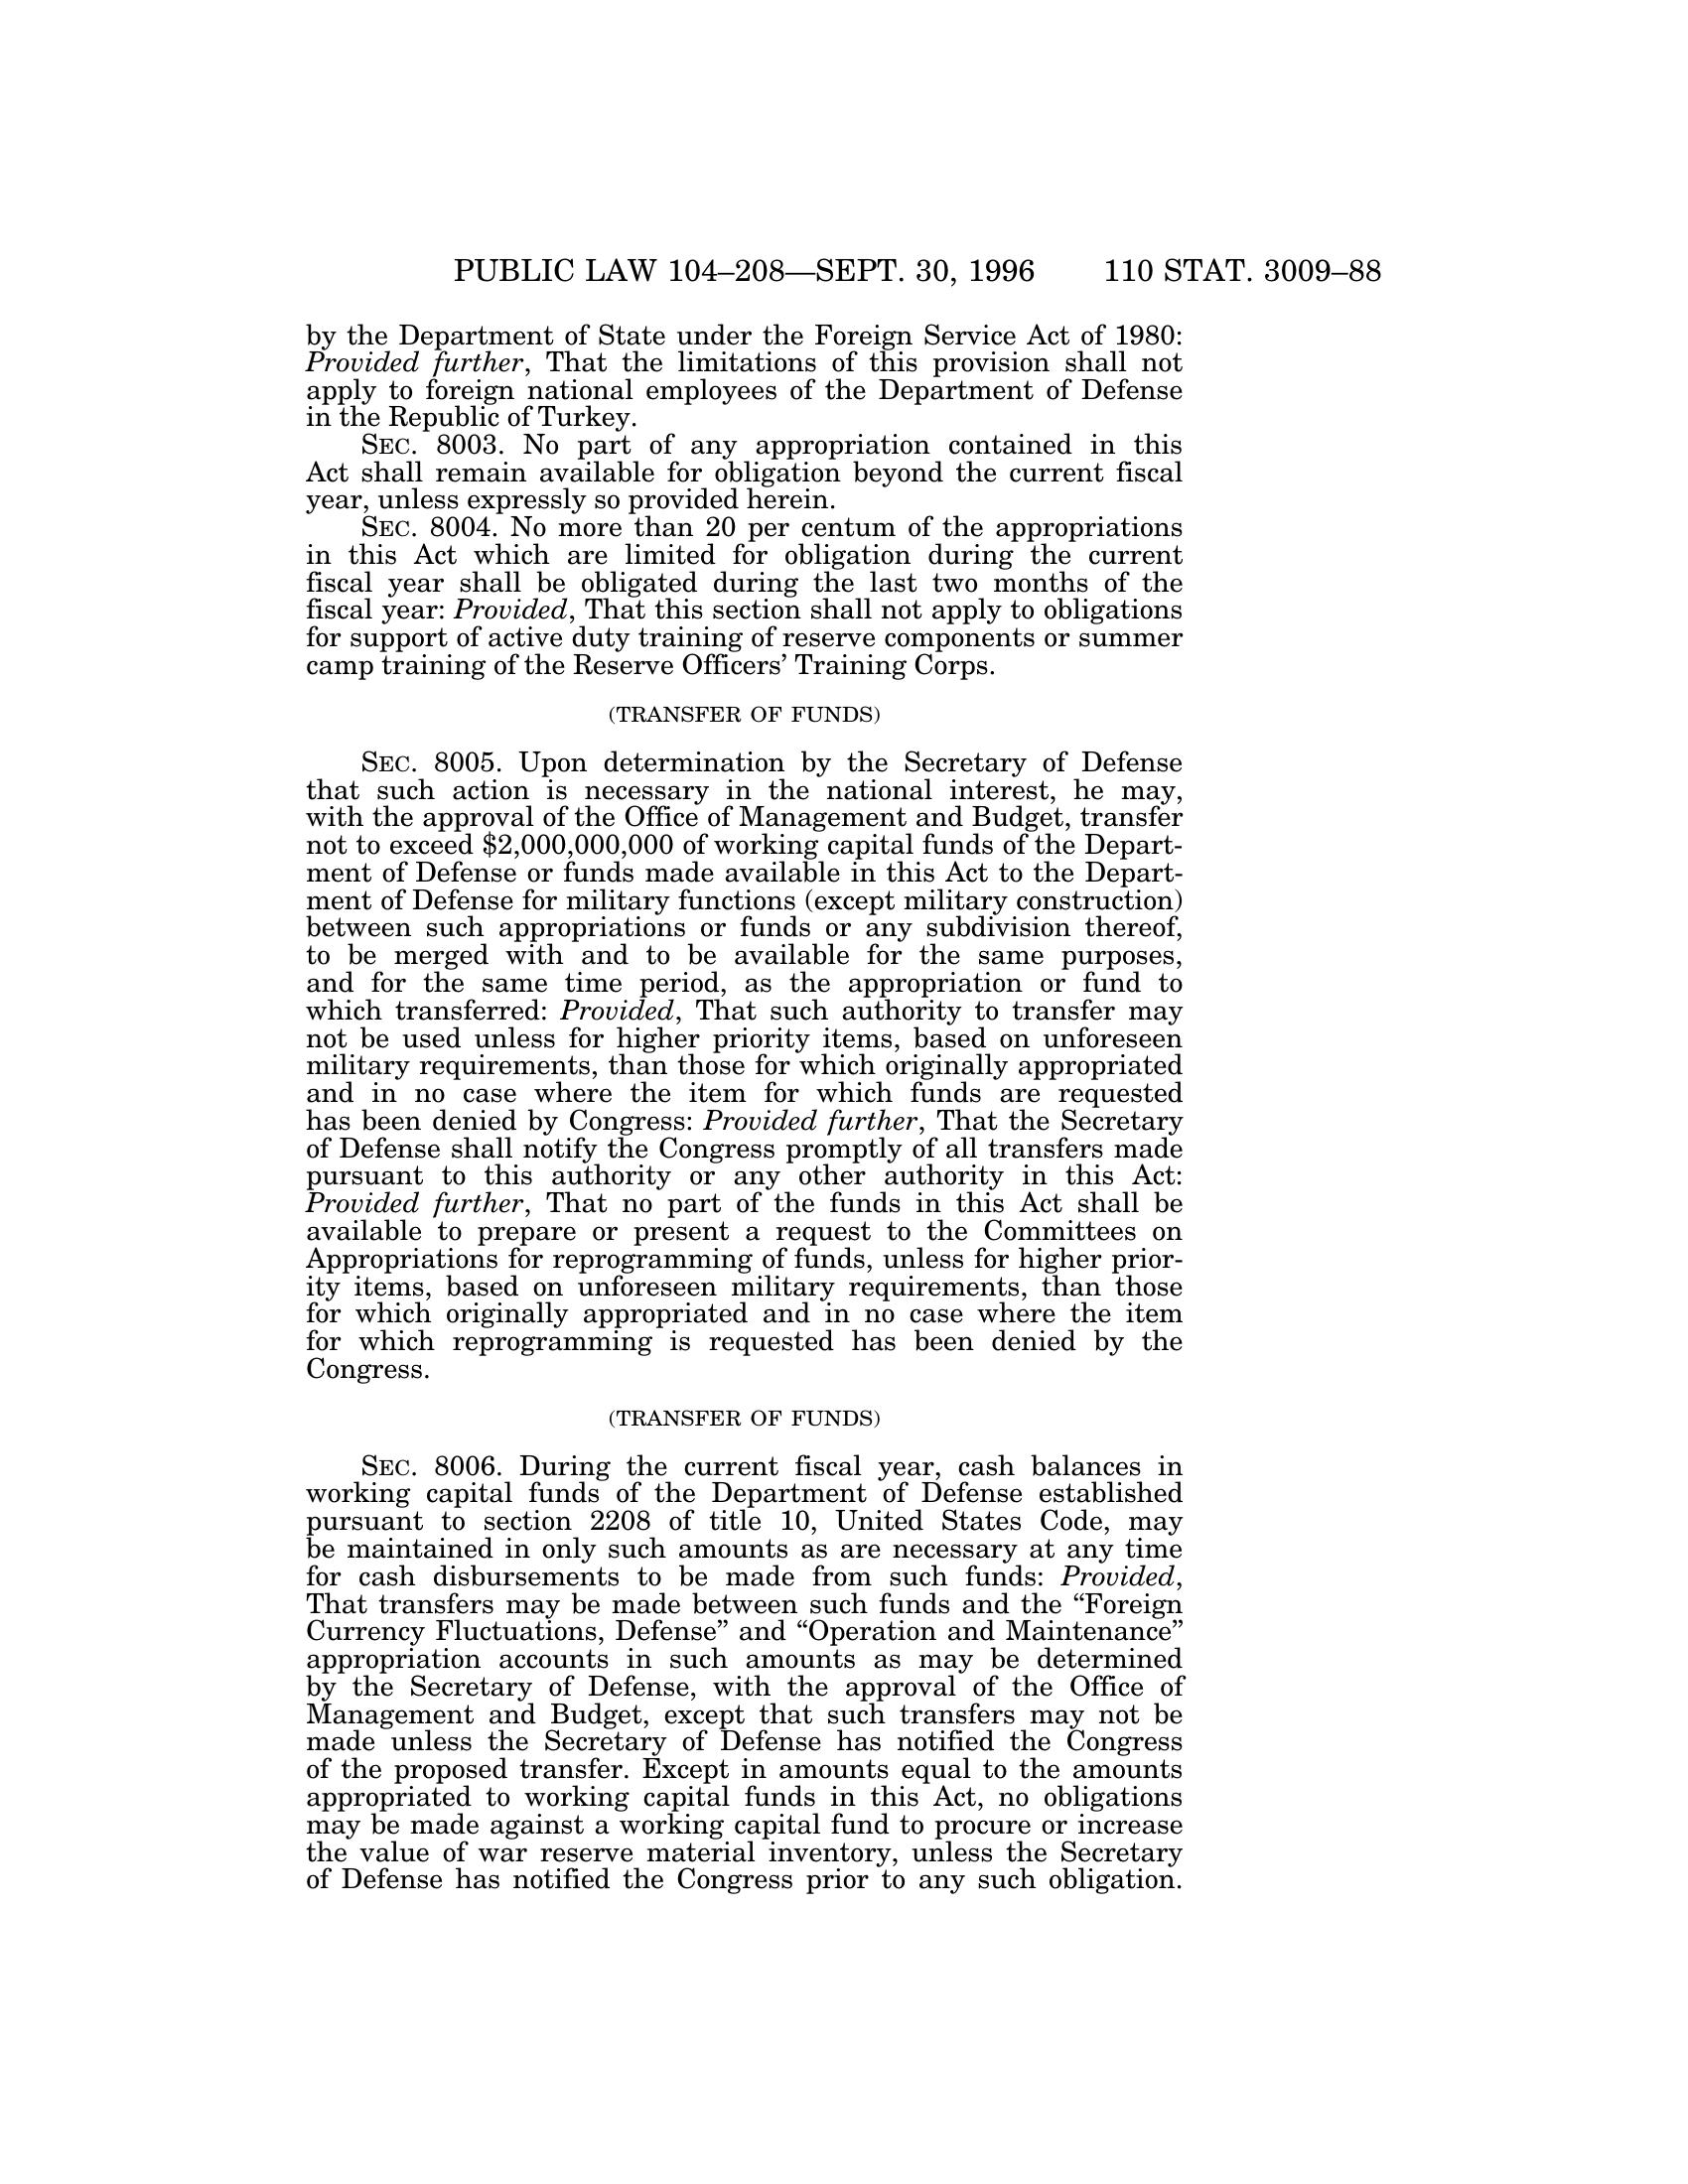 PUBLIC LAW 104–208—SEPT. 30, 1996 110 STAT. 3009–88
by the Department of State under the Foreign Service Act of 1980:
Provided further, That the limitations of this provision shall not
apply to foreign national employees of the Department of Defense
in the Republic of Turkey.
SEC. 8003. No part of any appropriation contained in this
Act shall remain available for obligation beyond the current fiscal
year, unless expressly so provided herein.
SEC. 8004. No more than 20 per centum of the appropriations
in this Act which are limited for obligation during the current
fiscal year shall be obligated during the last two months of the
fiscal year: Provided, That this section shall not apply to obligations
for support of active duty training of reserve components or summer
camp training of the Reserve Officers’ Training Corps.
(TRANSFER OF FUNDS)
SEC. 8005. Upon determination by the Secretary of Defense
that such action is necessary in the national interest, he may,
with the approval of the Office of Management and Budget, transfer
not to exceed $2,000,000,000 of working capital funds of the Depart-
ment of Defense or funds made available in this Act to the Depart-
ment of Defense for military functions (except military construction)
between such appropriations or funds or any subdivision thereof,
to be merged with and to be available for the same purposes,
and for the same time period, as the appropriation or fund to
which transferred: Provided, That such authority to transfer may
not be used unless for higher priority items, based on unforeseen
military requirements, than those for which originally appropriated
and in no case where the item for which funds are requested
has been denied by Congress: Provided further, That the Secretary
of Defense shall notify the Congress promptly of all transfers made
pursuant to this authority or any other authority in this Act:
Provided further, That no part of the funds in this Act shall be
available to prepare or present a request to the Committees on
Appropriations for reprogramming of funds, unless for higher prior-
ity items, based on unforeseen military requirements, than those
for which originally appropriated and in no case where the item
for which reprogramming is requested has been denied by the
Congress.
(TRANSFER OF FUNDS)
SEC. 8006. During the current fiscal year, cash balances in
working capital funds of the Department of Defense established
pursuant to section 2208 of title 10, United States Code, may
be maintained in only such amounts as are necessary at any time
for cash disbursements to be made from such funds: Provided,
That transfers may be made between such funds and the “Foreign
Currency Fluctuations, Defense” and “Operation and Maintenance”
appropriation accounts in such amounts as may be determined
by the Secretary of Defense, with the approval of the Office of
Management and Budget, except that such transfers may not be
made unless the Secretary of Defense has notified the Congress
of the proposed transfer. Except in amounts equal to the amounts
appropriated to working capital funds in this Act, no obligations
may be made against a working capital fund to procure or increase
the value of war reserve material inventory, unless the Secretary
of Defense has notified the Congress prior to any such obligation.